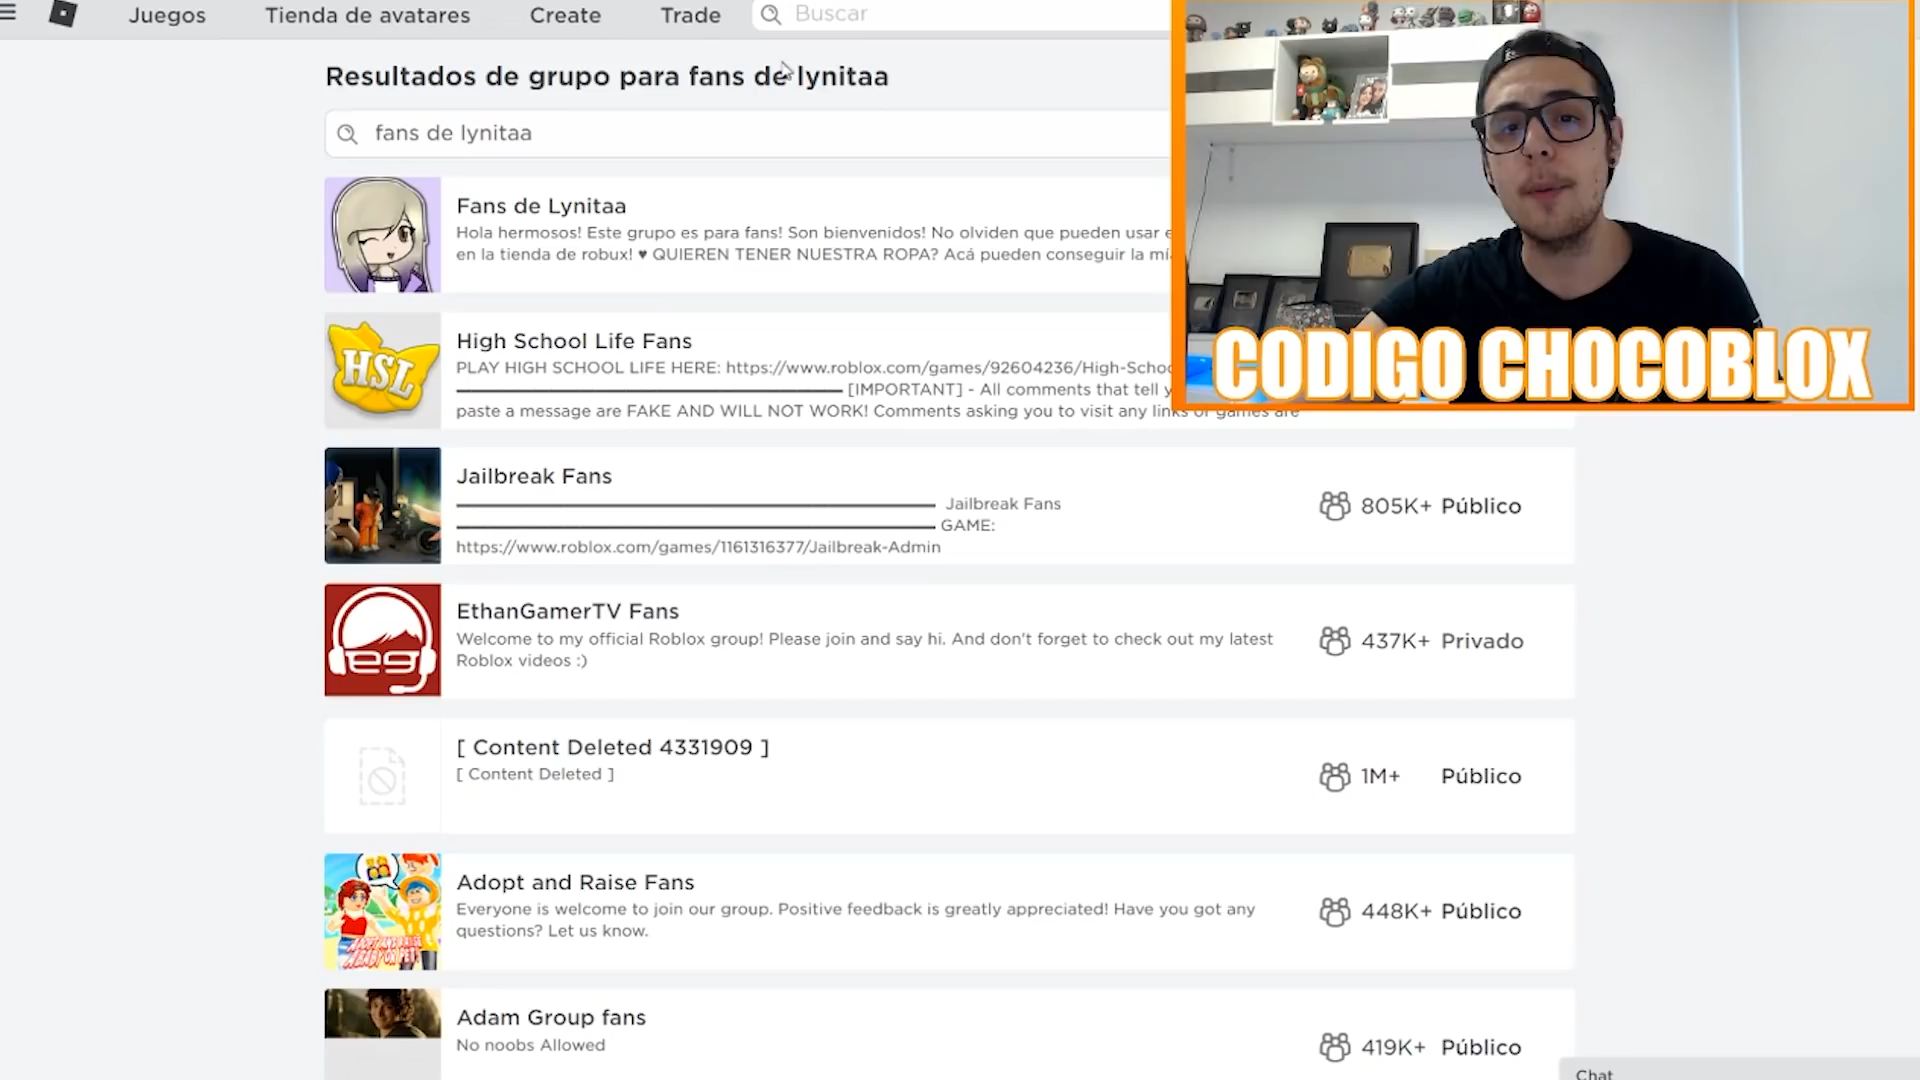 Juegos
Tienda de avatares
Create
Trade
Buscar
Resultados de grupo para fans de lynitaa
fans de lynitaa
Fans de Lynitaa
Hola hermosos! Este grupo es para fans! Son bienvenidos! No olviden que pueden usar
en la tienda de robux! ♥ QUIEREN TENER NUESTRA ROPA? Acá pueden conseguir la
High School Life Fans
PLAY HIGH SCHOOL LIFE HERE: https://www.roblox.com/games/92604236/High-Schoo
[IMPORTANT] - All comments that tell
paste a message are FAKE AND WILL NOT WORK! Comments asking you to visit any links or games are
CODIGO CHOCOBLOX
Jailbreak Fans
Jailbreak Fans
GAME:
https://www.roblox.com/games/1161316377/Jailbreak-Admin
805K+ Público
EthanGamerTV Fans
Welcome to my official Roblox group! Please join and say hi. And don't forget to check out my latest
Roblox videos :)
437K+ Privado
eg
HSL
[ Content Deleted 4331909 ]
[ Content Deleted ]
1M+ Público
Adopt and Raise Fans
Everyone is welcome to join our group. Positive feedback is greatly appreciated! Have you got any
questions? Let us know.
448K+ Público
Adam Group fans
No noobs Allowed
419K+ Público
Chat